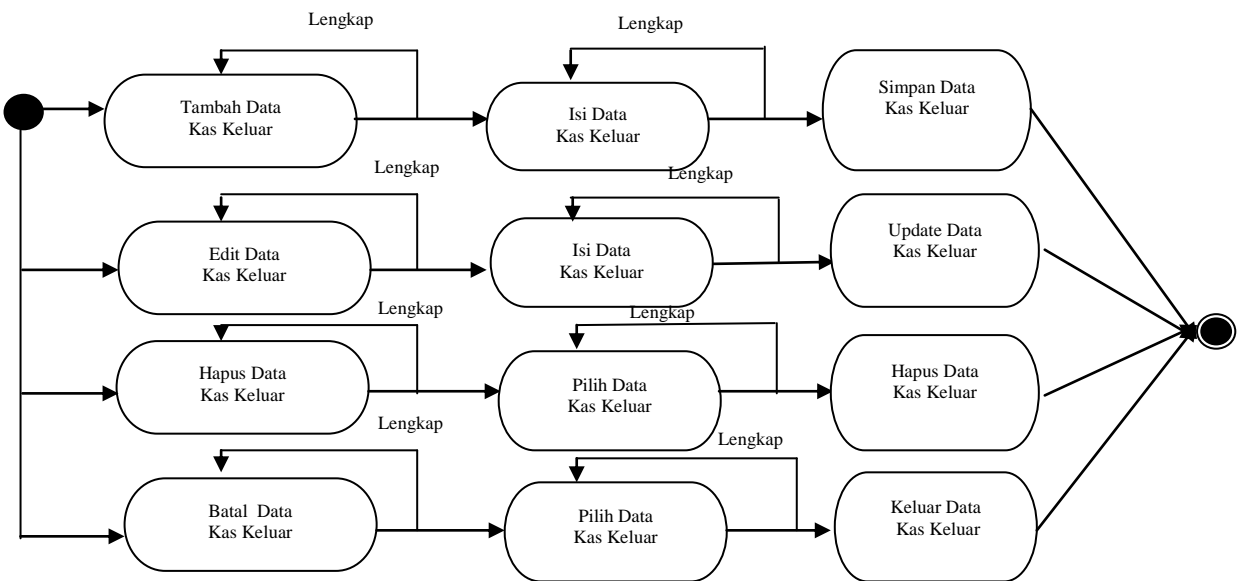 Lengkap
Lengkap
Tambah Data
Kas Keluar
Isi Data
Kas Keluar
Simpan Data
Kas Keluar
Lengkap
Lengkap
Edit Data
Kas Keluar
Isi Data
Kas Keluar
Update Data
Kas Keluar
Lengkap
Lengkap
Hapus Data
Kas Keluar
Pilih Data
Kas Keluar
Hapus Data
Kas Keluar
Lengkap
Lengkap
Batal Data
Kas Keluar
Pilih Data
Kas Keluar
Keluar Data
Kas Keluar